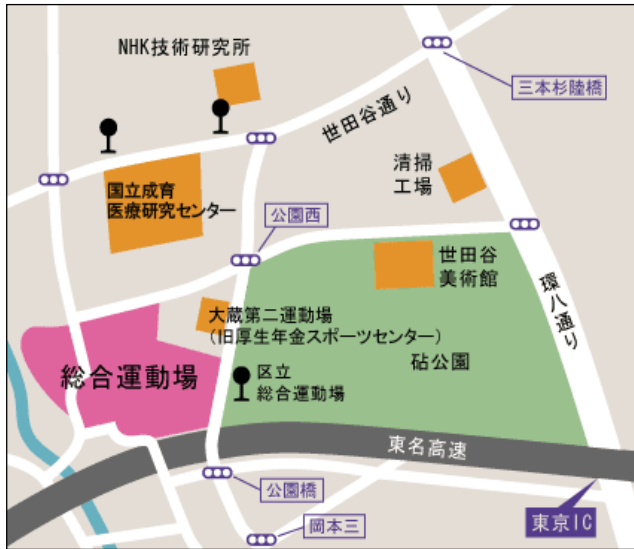 NHK技術研究所
三本杉陸橋
世田谷通り
清掃
工場
国立成育
医療研究センター
公園西
世田谷
美術館
環八通り
大蔵第二運動場
(旧厚生年金スポーツセンター)
砧公園
総合運動場
区立
総合運動場
東名高速
公園橋
岡本三
東京IC